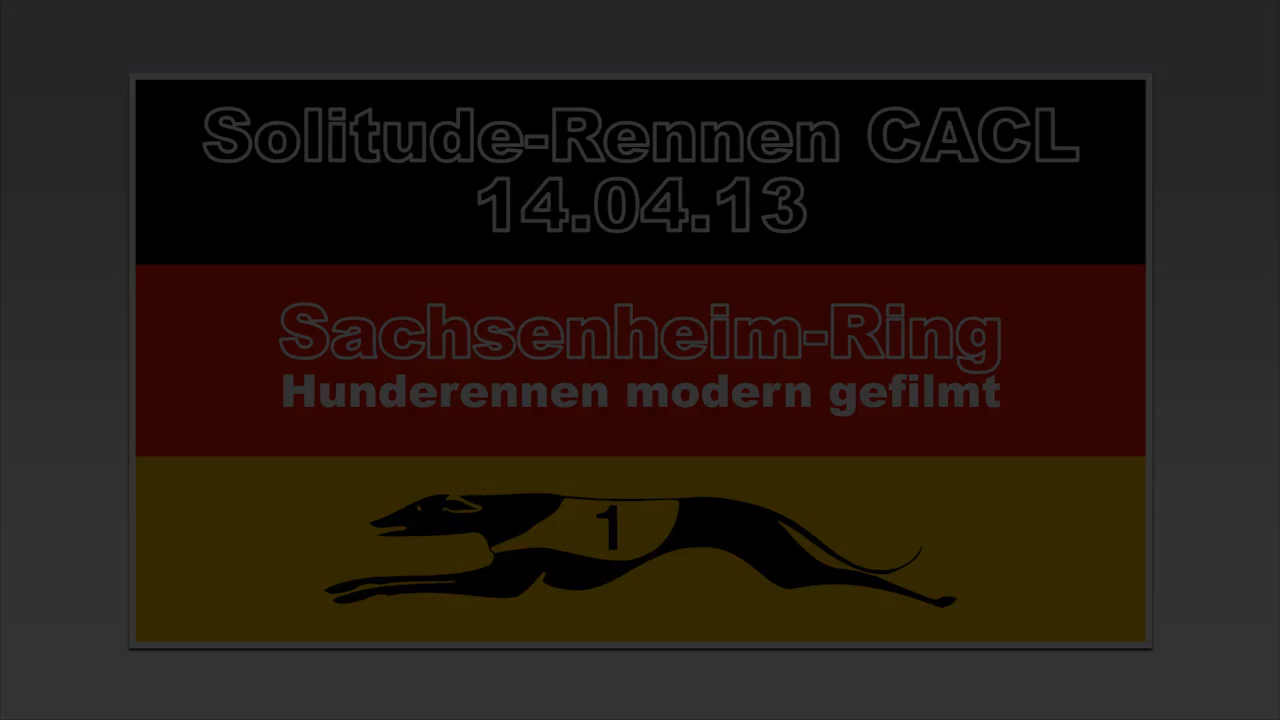 Solitude-Rennen CACL
14.04.13
Sachsenheim-Ring
Hunderennen modern gefilmt
1